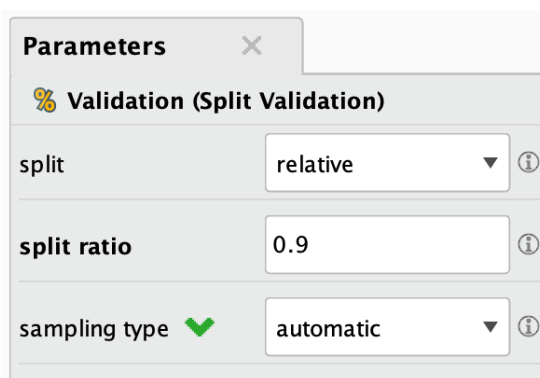 Parameters
Validation (Split Validation)
split relative
split ratio 0.9
sampling type automatic